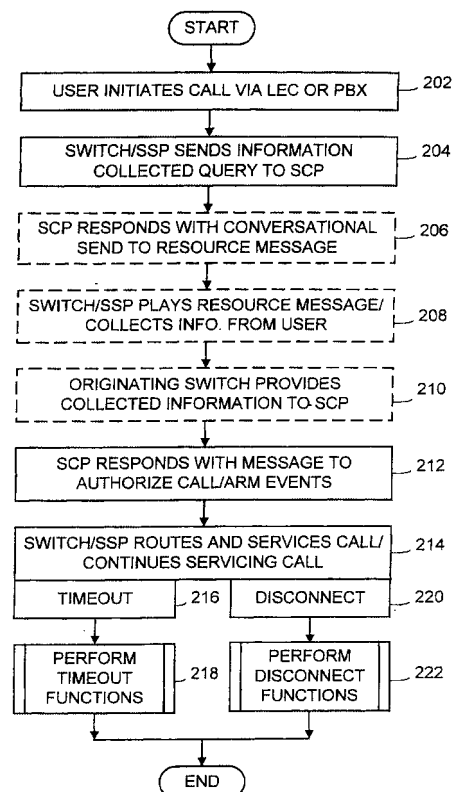 START
USER INITIATES CALL VIA LEC OR PBX
202
SWITCH/SSP SENDS INFORMATION
COLLECTED QUERY TO SCP
204
SCP RESPONDS WITH CONVERSATIONAL
SEND TO RESOURCE MESSAGE
206
SWITCH/SSP PLAYS RESOURCE MESSAGE/
COLLECTS INFO. FROM USER
208
ORIGINATING SWITCH PROVIDES
COLLECTED INFORMATION TO SCP
210
SCP RESPONDS WITH MESSAGE TO
AUTHORIZE CALL/ARM EVENTS
212
SWITCH/SSP ROUTES AND SERVICES CALL/
CONTINUES SERVICING CALL
214
TIMEOUT
216
DISCONNECT
220
PERFORM
TIMEOUT
FUNCTIONS
218
PERFORM
DISCONNECT
FUNCTIONS
222
END